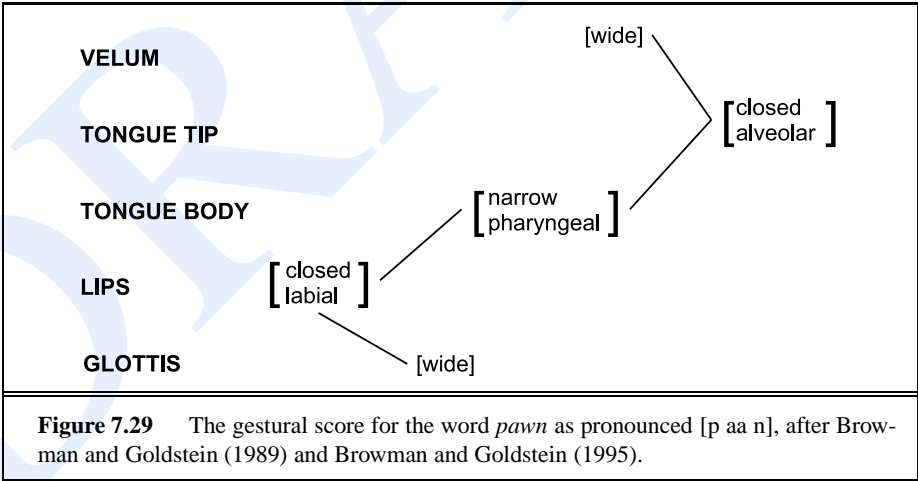 VELUM [wide]
TONGUE TIP [closed alveolar]
TONGUE BODY [narrow pharyngeal]
LIPS [closed labial]
GLOTTIS [wide]
Figure 7.29 The gestural score for the word pawn as pronounced [p aa n], after Brow-
man and Goldstein (1989) and Browman and Goldstein (1995).